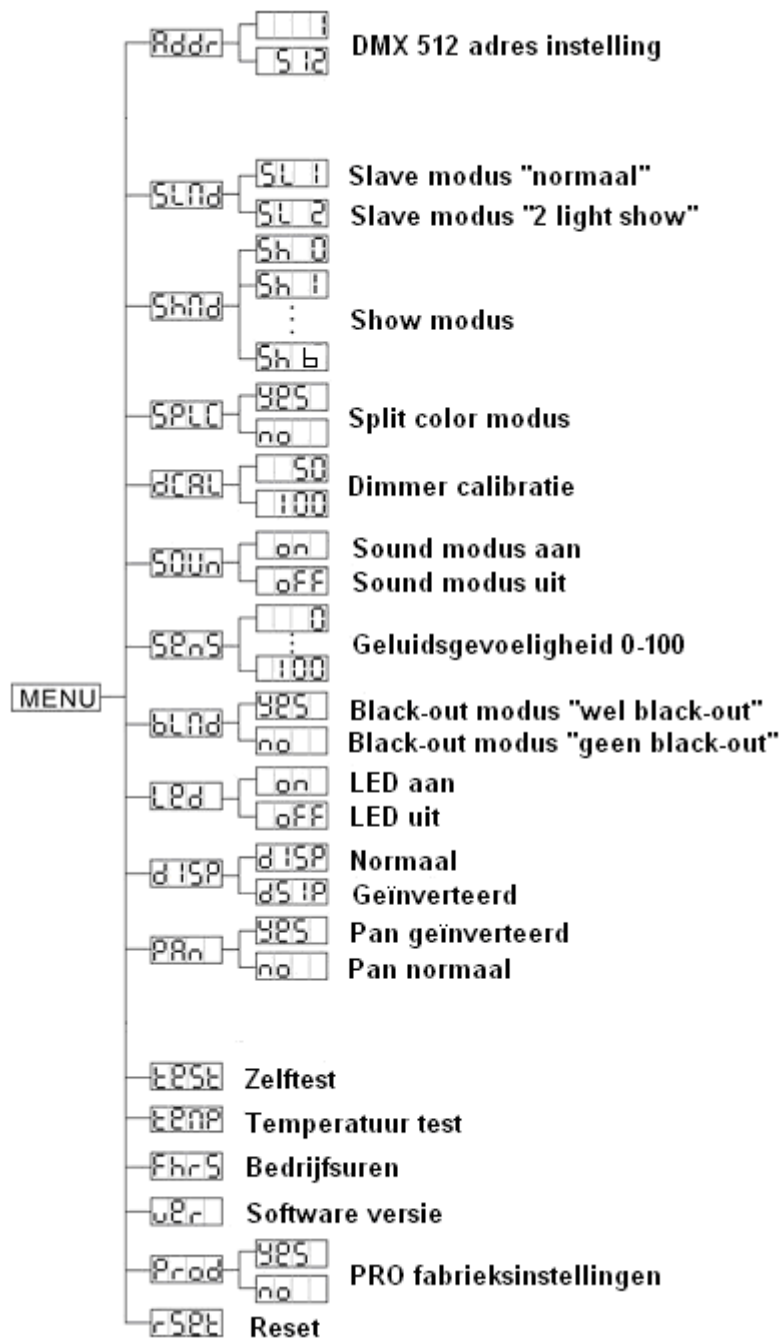 Addr
1
512
DMX 512 adres instelling
SLMd
SL 1
Slave modus "normaal"
SL 2
Slave modus "2 light show"
ShMd
Sh 0
Sh 1
Show modus
Sh b
SPLC
YES
no
Split color modus
dCAL
50
100
Dimmer calibratie
SOUn
on
Sound modus aan
oFF
Sound modus uit
SEnS
0
100
Geluidsgevoeligheid 0-100
MENU
bLMd
YES
Black-out modus "wel black-out"
no
Black-out modus "geen black-out"
LEd
on
LED aan
oFF
LED uit
dISP
dISP
Normaal
dSIP
Geïnverteerd
PAn
YES
Pan geïnverteerd
no
Pan normaal
tESt
Zelftest
tEMP
Temperatuur test
FhrS
Bedrijfsuren
vEr
Software versie
Prod
YES
no
PRO fabrieksinstellingen
rSEt
Reset